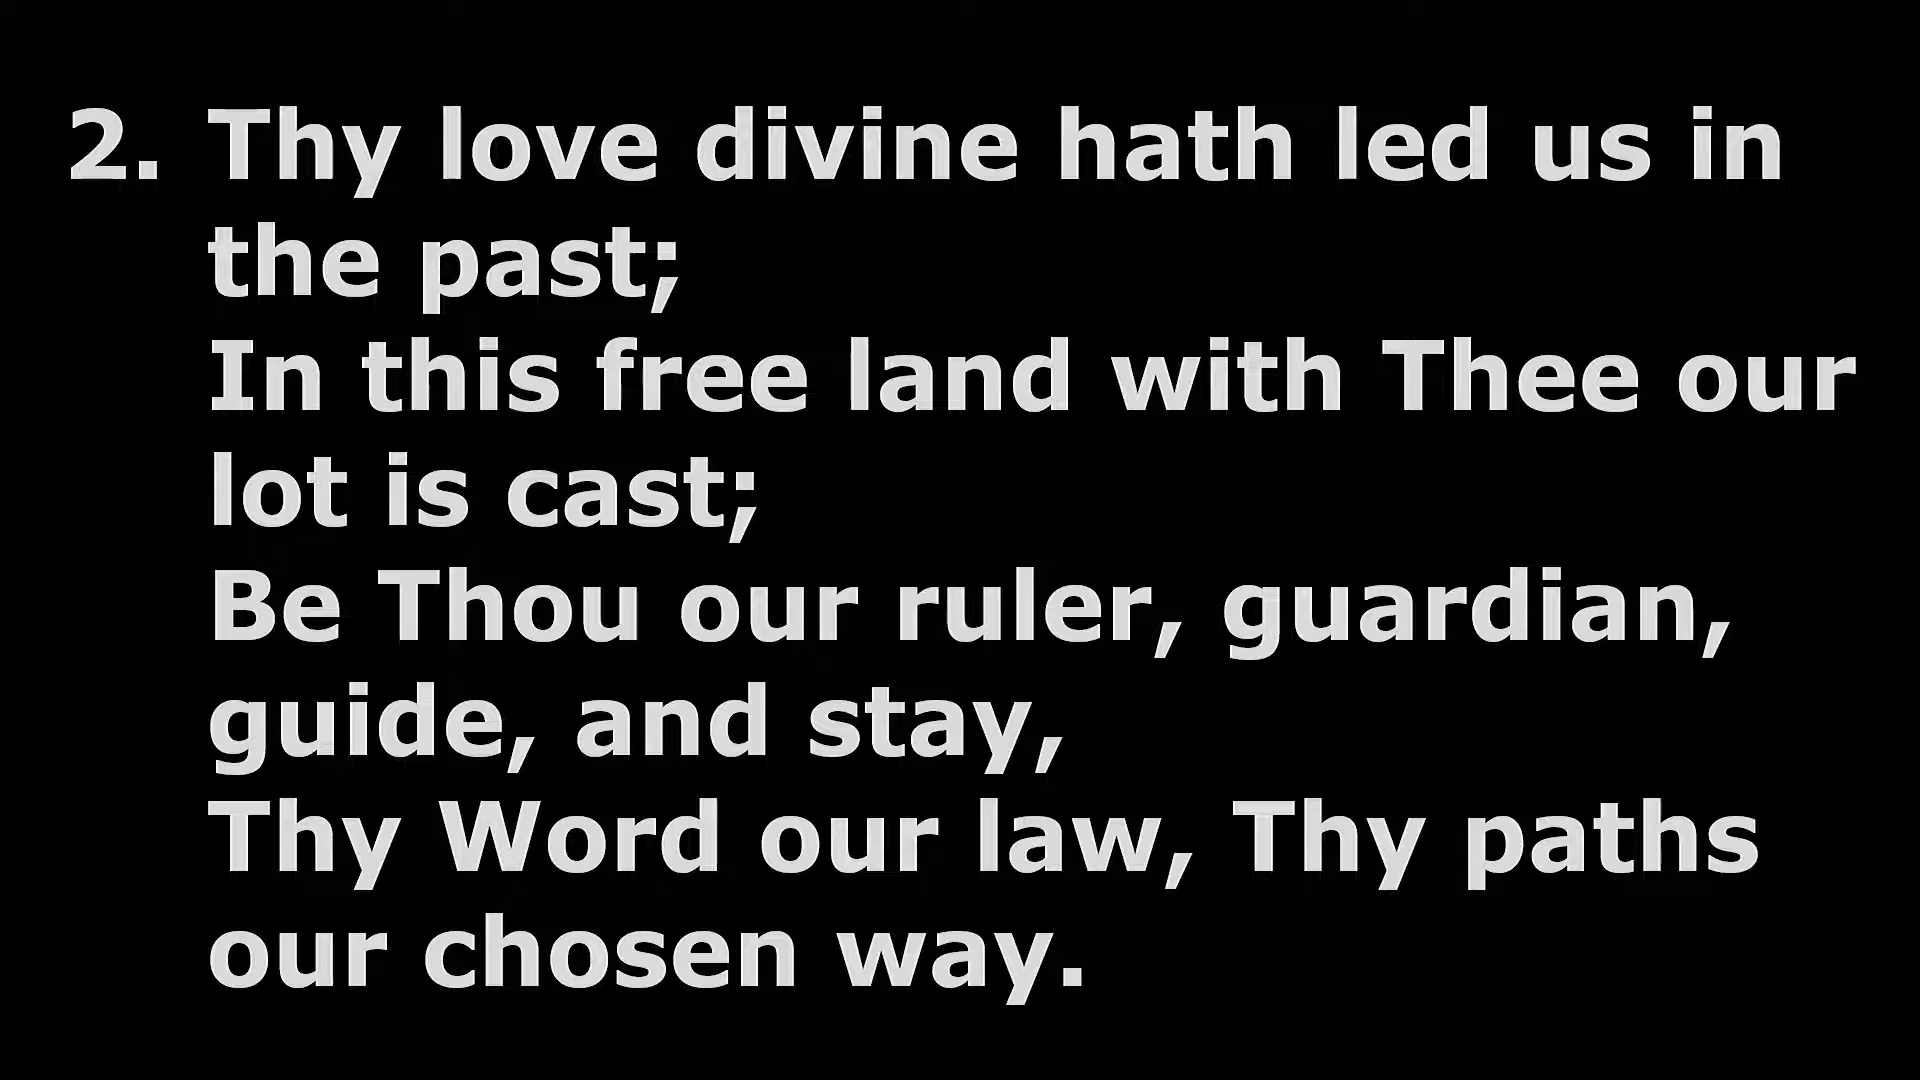 2. Thy love divine hath led us in
the past;
In this free land with Thee our
lot is cast;
Be Thou our ruler, guardian,
guide, and stay,
Thy Word our law, Thy paths
our chosen way.